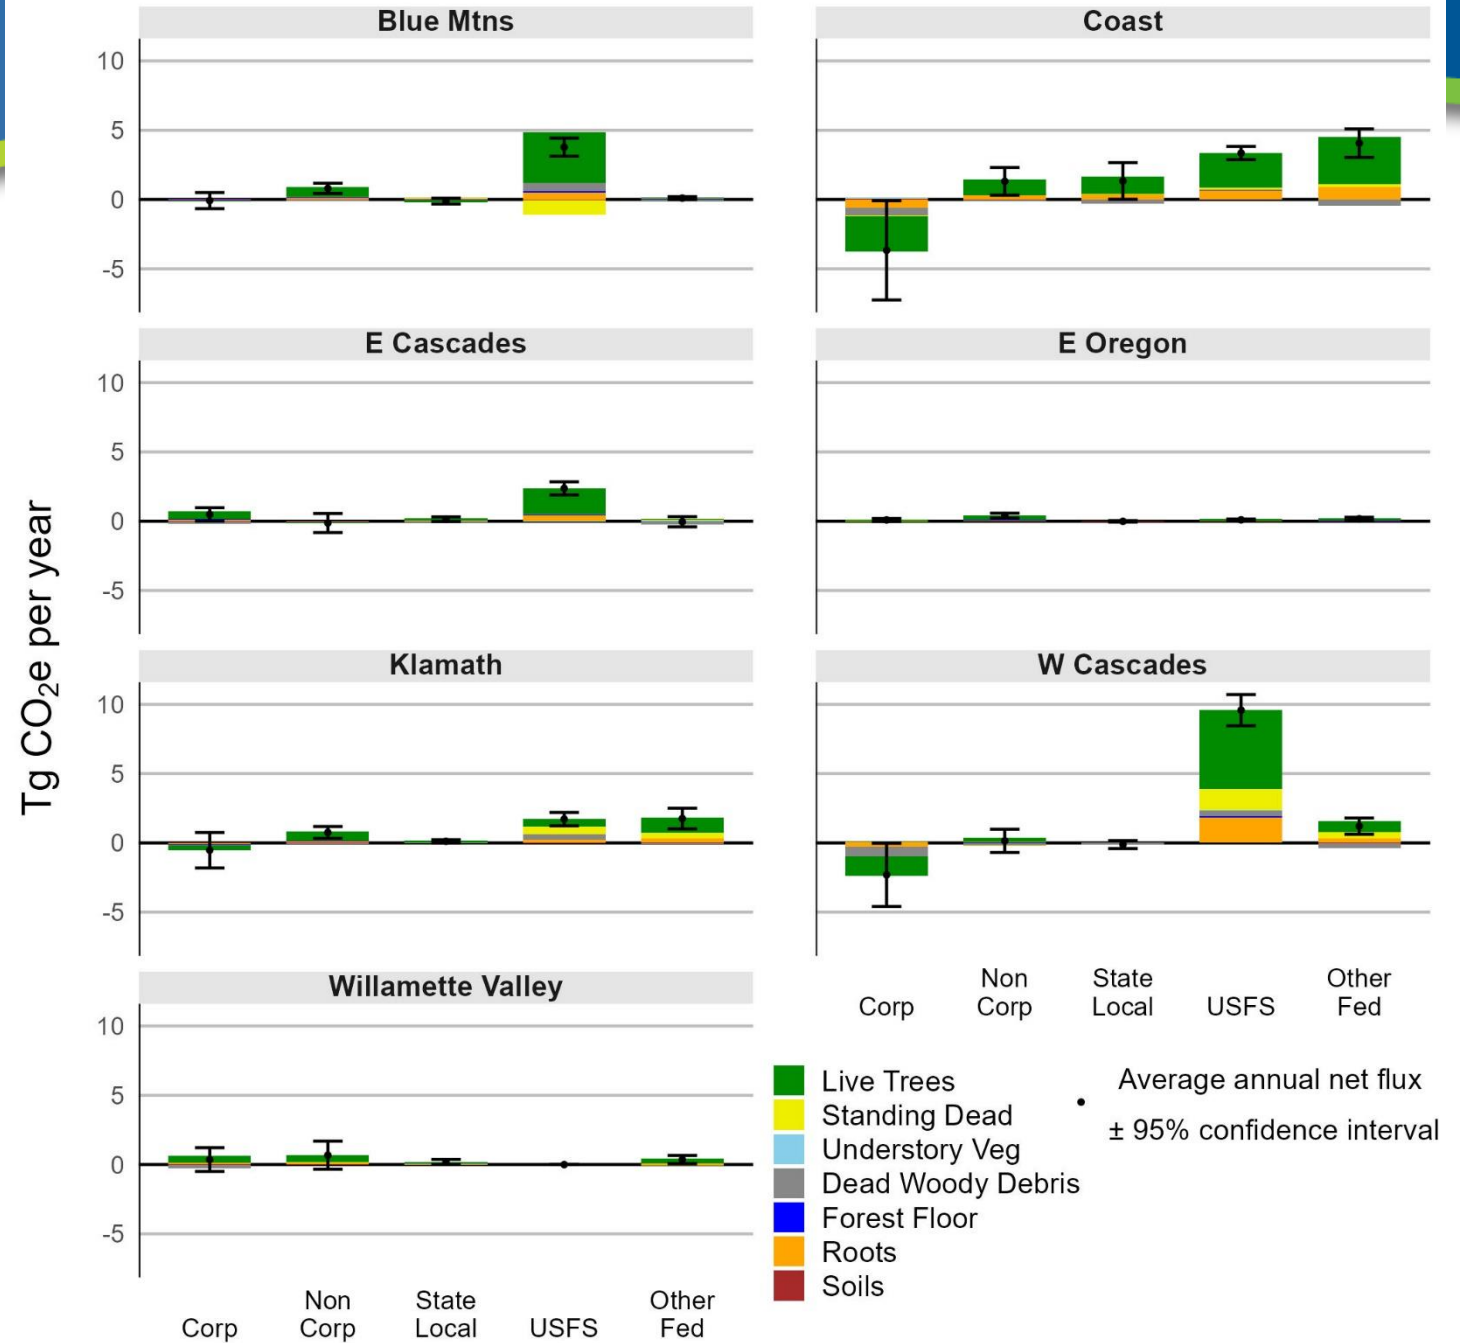 Blue Mtns
Coast
10
5
0
-5
E Cascades
E Oregon
10
5
0
-5
Klamath
W Cascades
10
5
0
-5
Tg CO₂e per year
Willamette Valley
10
5
0
-5
Corp
Non
Corp
State
Local
USFS
Other
Fed
Corp
Non
Corp
State
Local
USFS
Other
Fed
Live Trees
Standing Dead
Understory Veg
Dead Woody Debris
Forest Floor
Roots
Soils
Average annual net flux
± 95% confidence interval